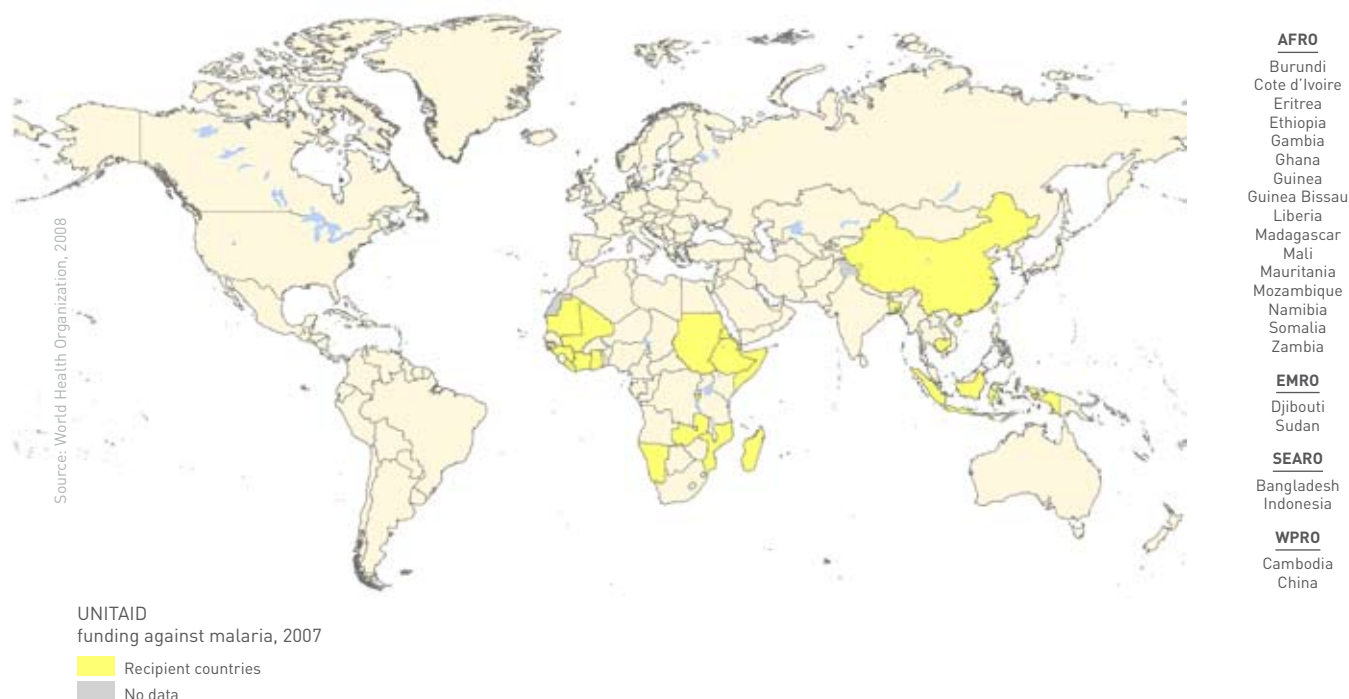 Source: World Health Organization, 2008
UNITAID
funding against malaria, 2007
Recipient countries
No data
AFRO
Burundi
Cote d'Ivoire
Eritrea
Ethiopia
Gambia
Ghana
Guinea
Guinea Bissau
Liberia
Madagascar
Mali
Mauritania
Mozambique
Namibia
Somalia
Zambia
EMRO
Djibouti
Sudan
SEARO
Bangladesh
Indonesia
WPRO
Cambodia
China